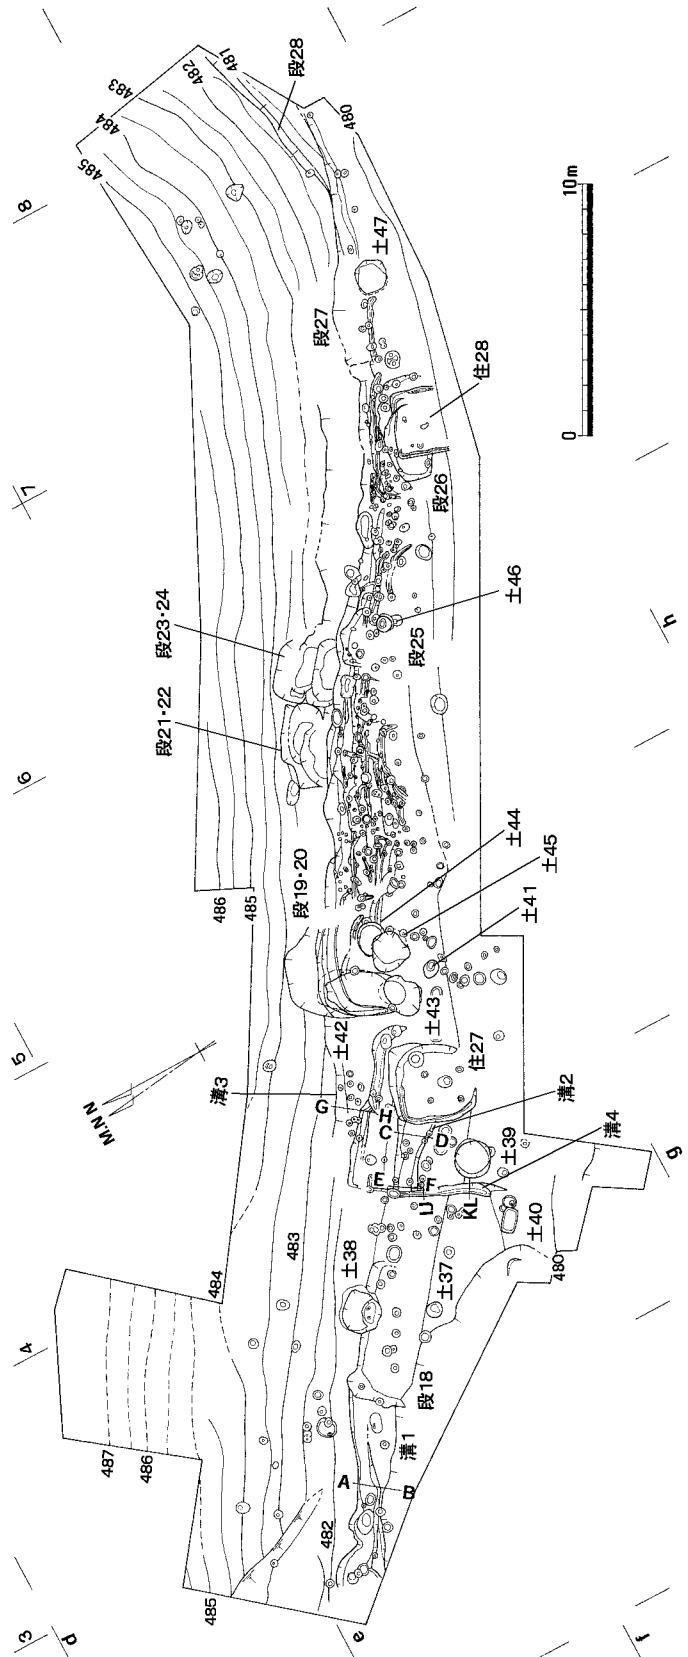 481
482
483
484
485
段28
480
8
土47
10m
0
段27
住28
7
段26
土46
h
段25
段23・24
段21・22
6
土44
土45
土41
486
485
段19・20
土43
土42
住27
5
M.N
N
溝3
G
H
C
D
溝2
溝4
土39
E
F
I
J
K
L
g
土40
480
483
484
土38
土37
4
段18
487
486
溝1
A
B
482
485
3
d
e
f